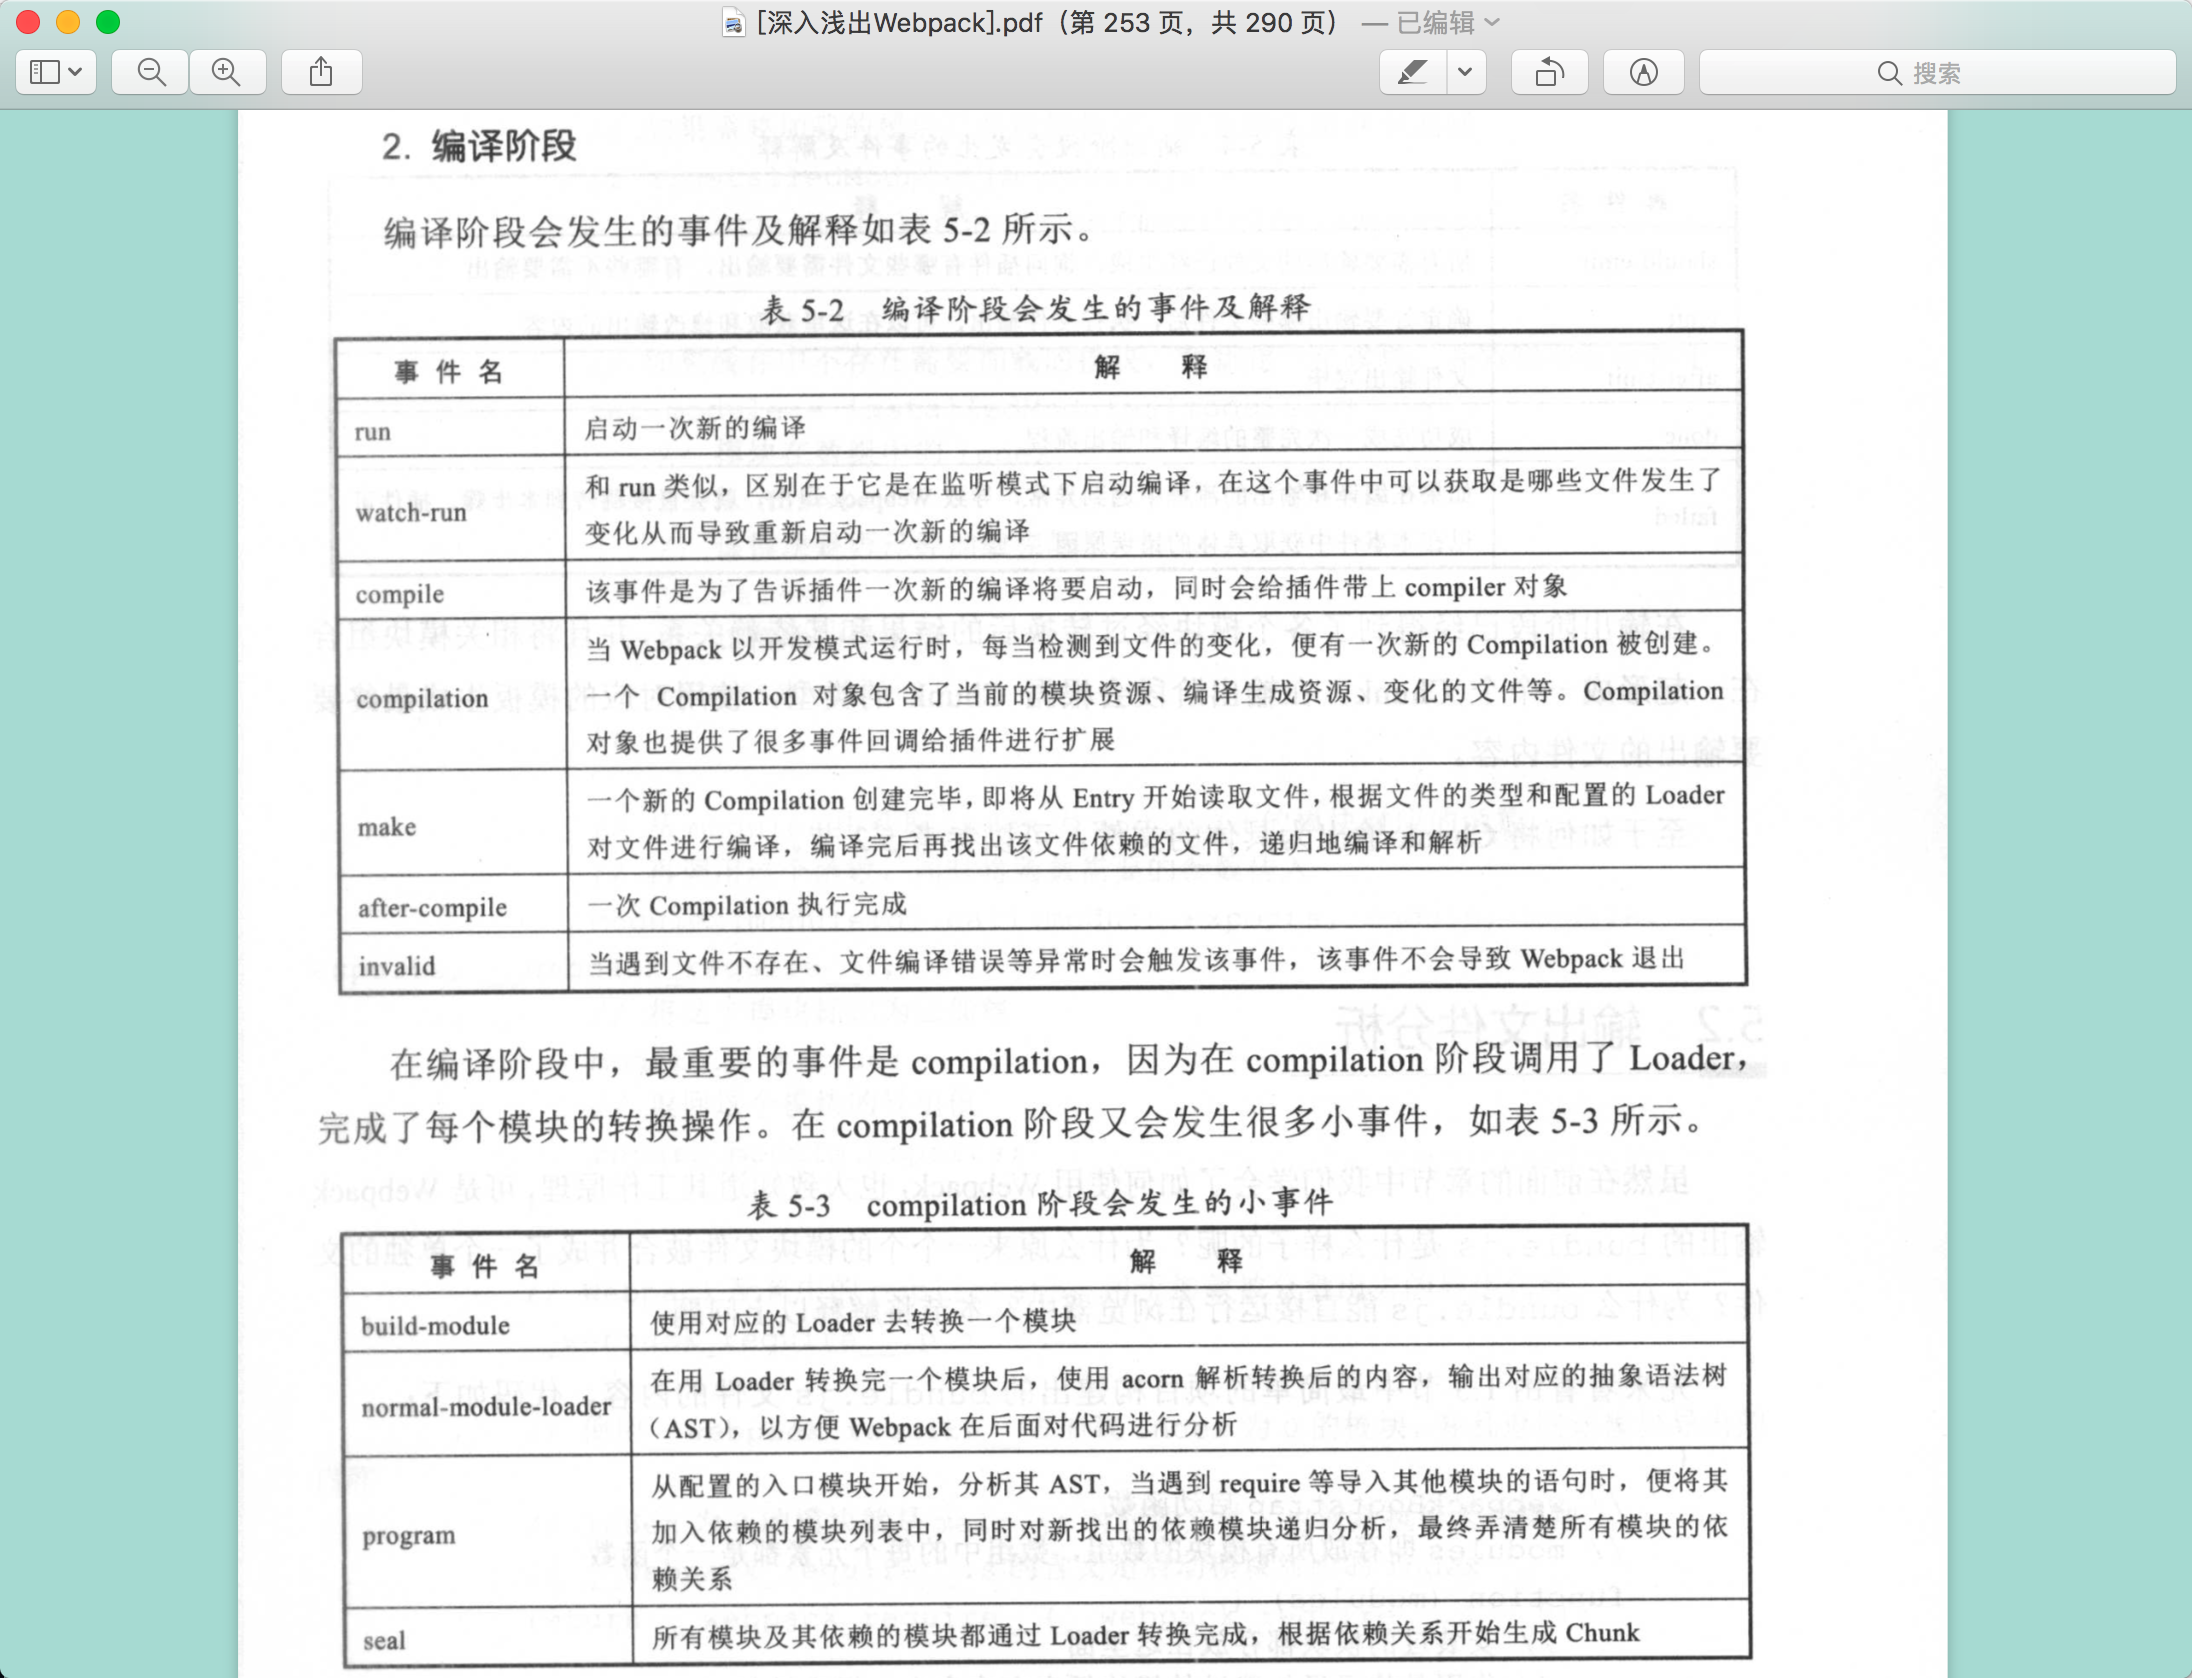 [深入浅出Webpack].pdf（第 253 页，共 290 页） — 已编辑
搜索
2. 编译阶段
编译阶段会发生的事件及解释如表 5-2 所示。
表 5-2 编译阶段会发生的事件及解释
事 件 名 解 释
run 启动一次新的编译
watch-run 和 run 类似，区别在于它是在监听模式下启动编译，在这个事件中可以获取是哪些文件发生了
变化从而导致重新启动一次新的编译
compile 该事件是为了告诉插件一次新的编译将要启动，同时会给插件带上 compiler 对象
compilation 当 Webpack 以开发模式运行时，每当检测到文件的变化，便有一次新的 Compilation 被创建。
一个 Compilation 对象包含了当前的模块资源、编译生成资源、变化的文件等。Compilation
对象也提供了很多事件回调给插件进行扩展
make 一个新的 Compilation 创建完毕，即将从 Entry 开始读取文件，根据文件的类型和配置的 Loader
对文件进行编译，编译完后再找出该文件依赖的文件，递归地编译和解析
after-compile 一次 Compilation 执行完成
invalid 当遇到文件不存在、文件编译错误等异常时会触发该事件，该事件不会导致 Webpack 退出
在编译阶段中，最重要的事件是 compilation，因为在 compilation 阶段调用了 Loader，
完成了每个模块的转换操作。在 compilation 阶段又会发生很多小事件，如表 5-3 所示。
表 5-3 compilation 阶段会发生的小事件
事 件 名 解 释
build-module 使用对应的 Loader 去转换一个模块
normal-module-loader 在用 Loader 转换完一个模块后，使用 acorn 解析转换后的内容，输出对应的抽象语法树
（AST），以方便 Webpack 在后面对代码进行分析
program 从配置的入口模块开始，分析其 AST，当遇到 require 等导入其他模块的语句时，便将其
加入依赖的模块列表中，同时对新找出的依赖模块递归分析，最终弄清楚所有模块的依
赖关系
seal 所有模块及其依赖的模块都通过 Loader 转换完成，根据依赖关系开始生成 Chunk